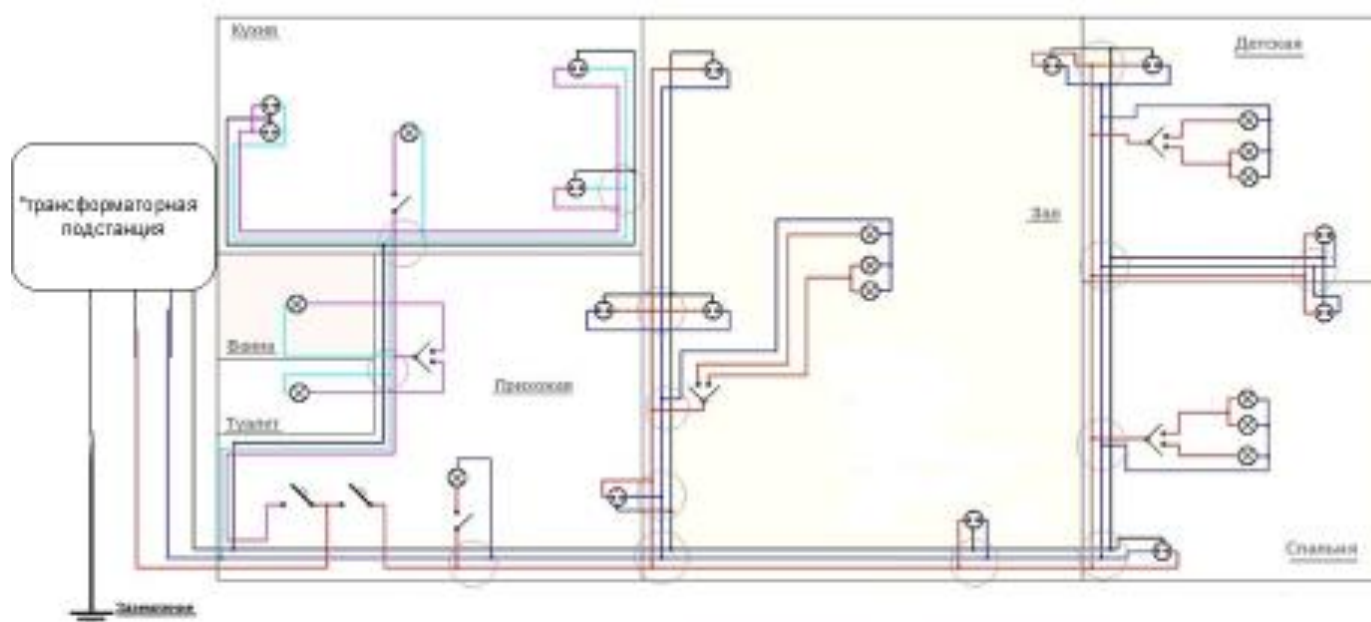 Кухня
Детская
"трансформаторная
подстанция
Зал
Ванна
Прихожая
Туалет
Спальня
Заземление